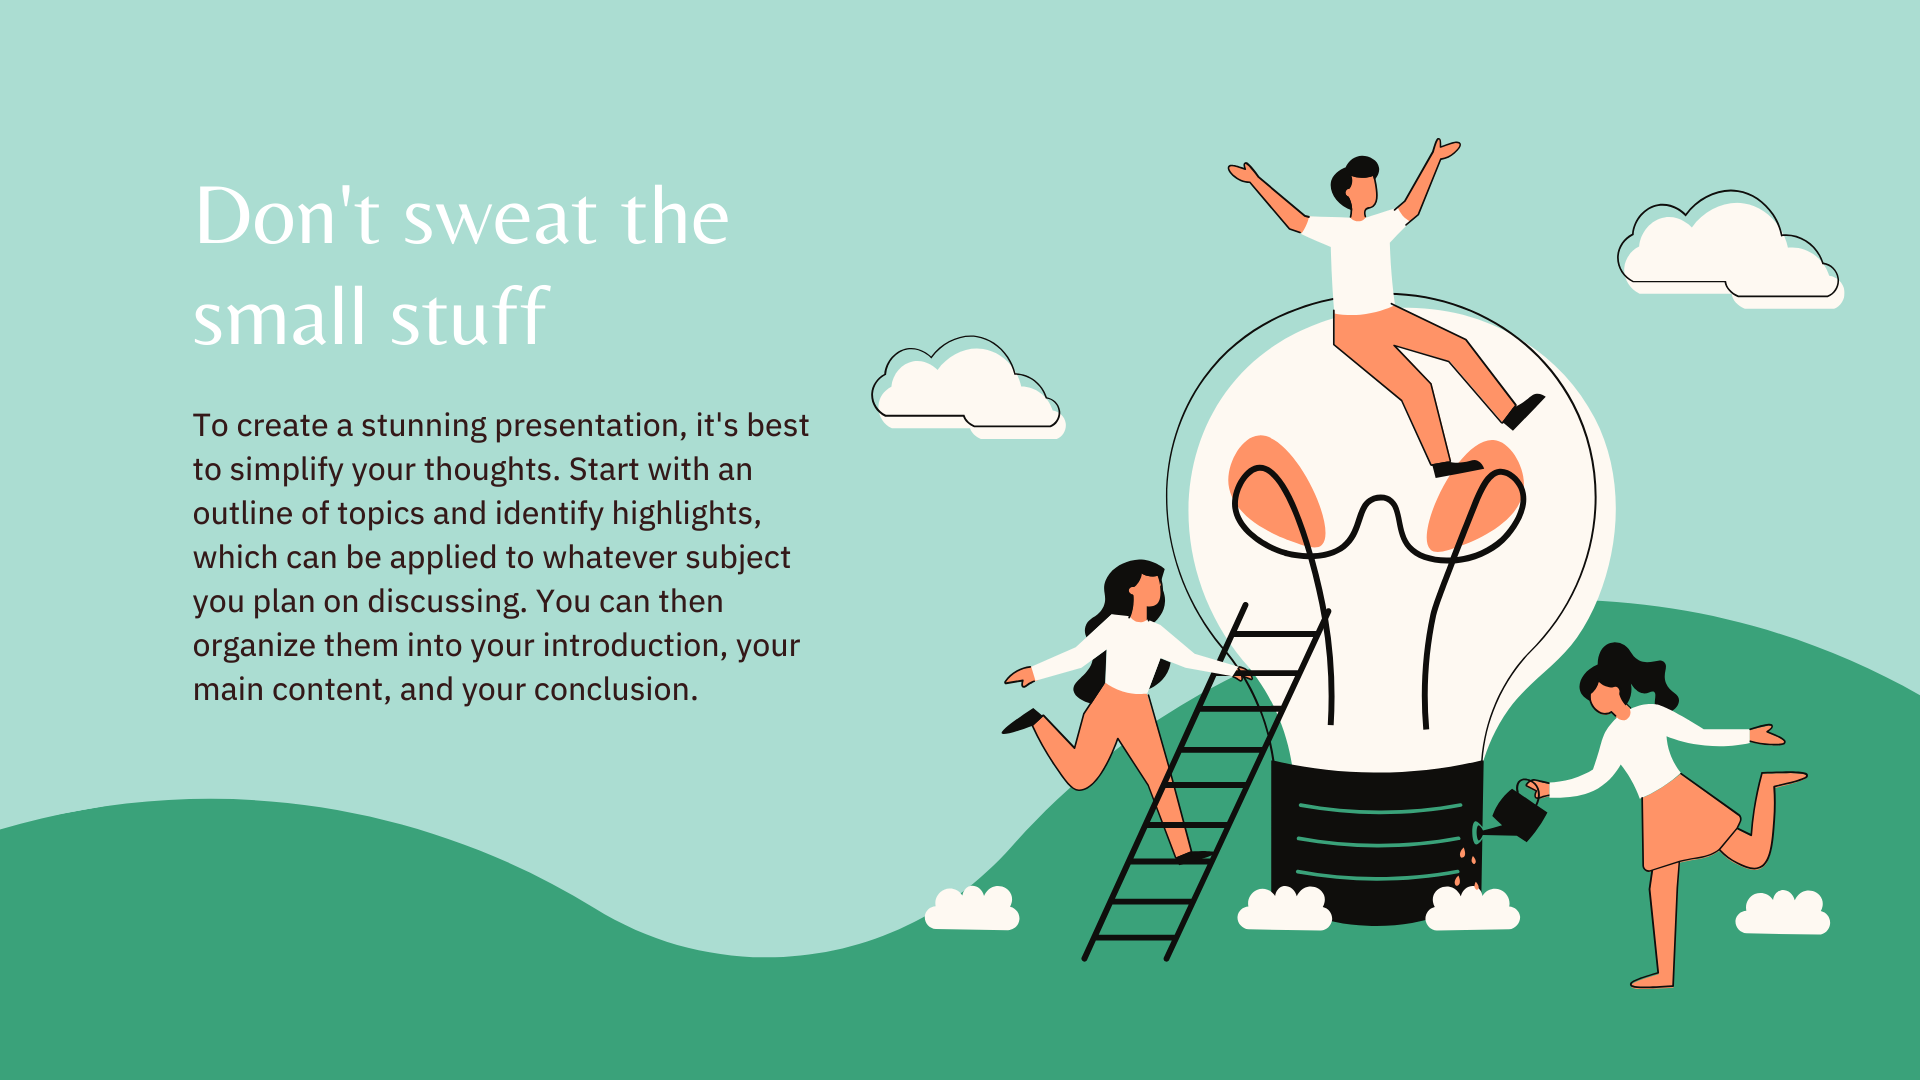 Don't sweat the
small stuff
To create a stunning presentation, it's best
to simplify your thoughts. Start with an
outline of topics and identify highlights,
which can be applied to whatever subject
you plan on discussing. You can then
organize them into your introduction, your
main content, and your conclusion.